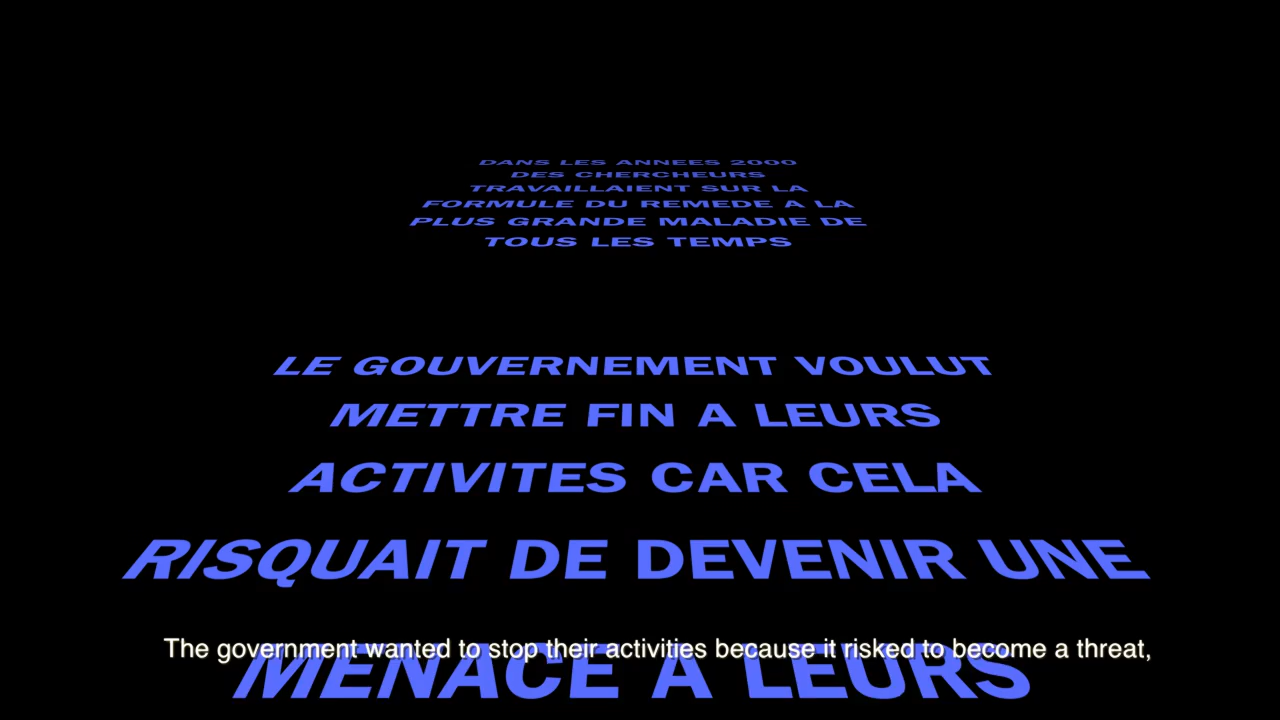 DANS LES ANNEES 2000
DES CHERCHEURS
TRAVAILLAIENT SUR LA
FORMULE DU REMEDE A LA
PLUS GRANDE MALADIE DE
TOUS LES TEMPS
LE GOUVERNEMENT VOULUT
METTRE FIN A LEURS
ACTIVITES CAR CELA
RISQUAIT DE DEVENIR UNE
MENACE A LEURS
The government wanted to stop their activities because it risked to become a threat,